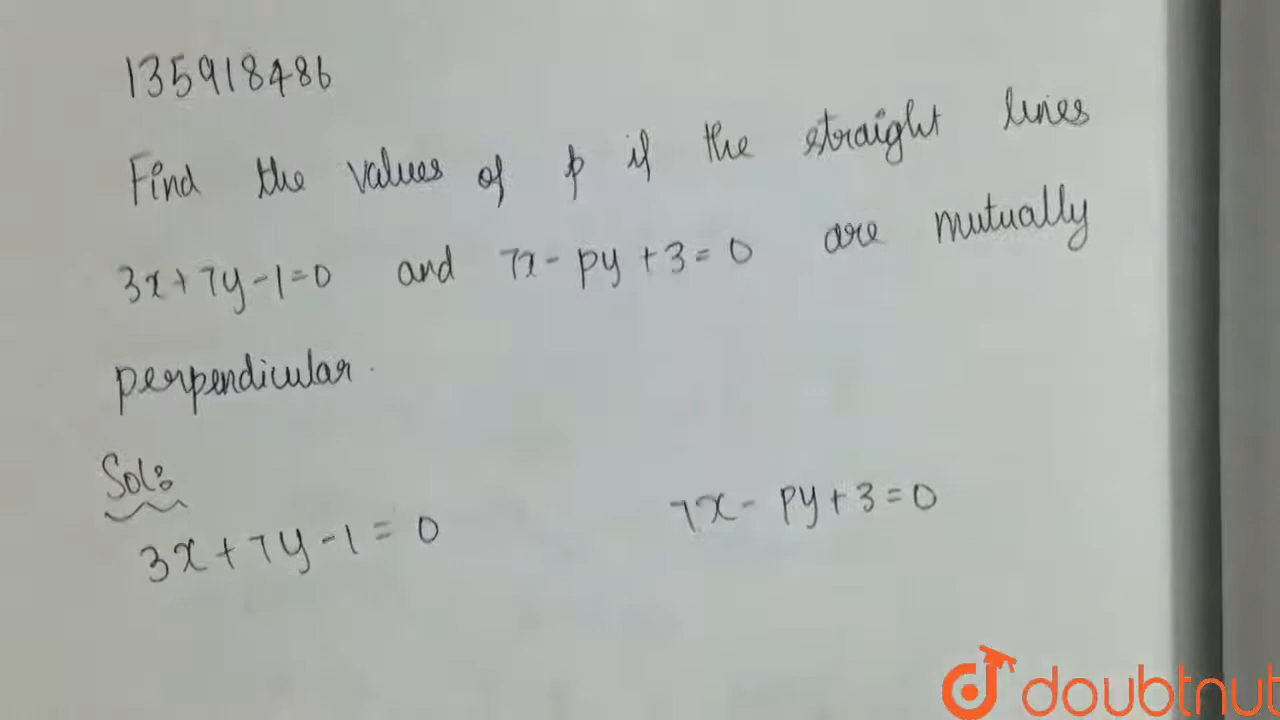 135918486
Find the values of p if the straight lines
3x+7y-1=0 and 7x-py+3=0 are mutually
perpendicular.
Sol:
3x+7y-1=0 7x-py+3=0
doubtnut